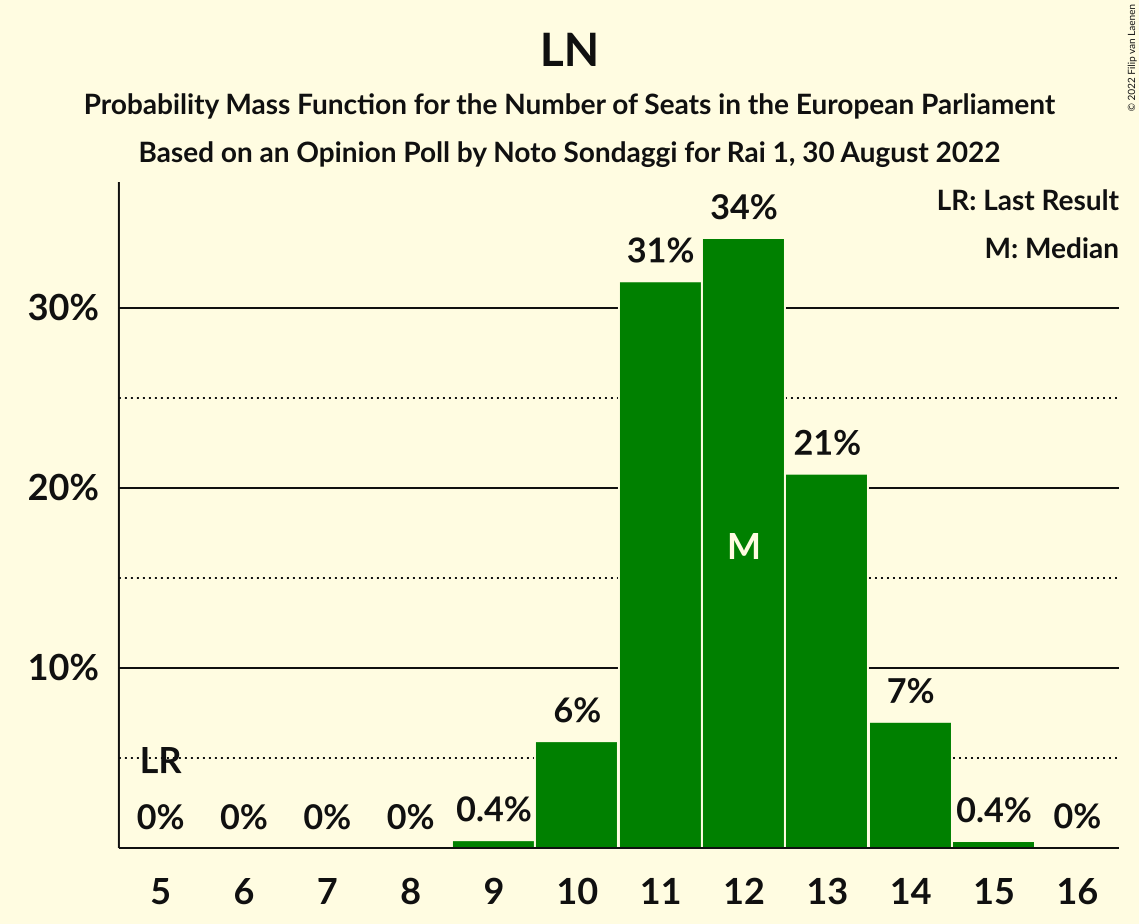 LN
Probability Mass Function for the Number of Seats in the European Parliament
Based on an Opinion Poll by Noto Sondaggi for Rai 1, 30 August 2022
© 2022 Filip van Laenen
LR: Last Result
M: Median
34%
31%
30%
21%
20%
M
10%
7%
6%
LR
0% 0% 0% 0% 0.4% 0.4% 0%
5 6 7 8 9 10 11 12 13 14 15 16